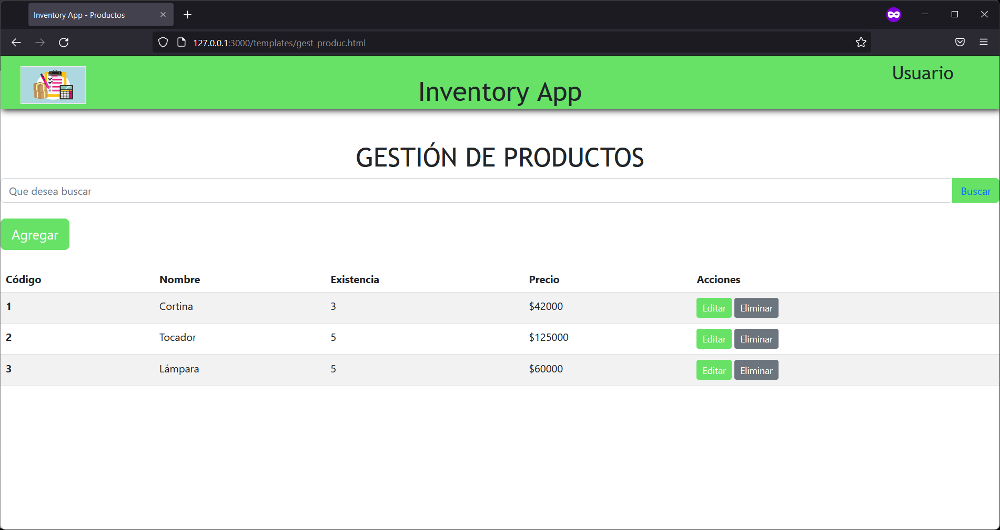 Inventory App - Productos
127.0.0.1:3000/templates/gest_produc.html
Usuario
Inventory App
GESTIÓN DE PRODUCTOS
Que desea buscar Buscar
Agregar
Código Nombre Existencia Precio Acciones
1 Cortina 3 $42000 Editar Eliminar
2 Tocador 5 $125000 Editar Eliminar
3 Lámpara 5 $60000 Editar Eliminar